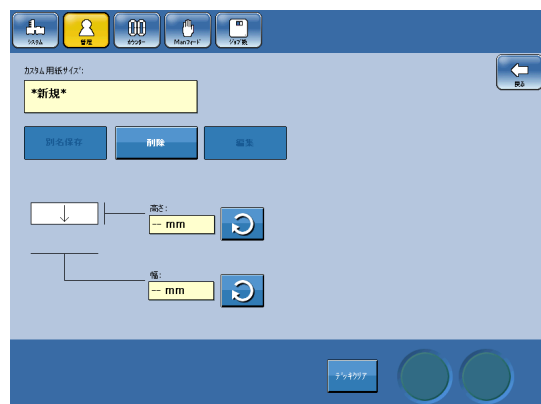 ｼｽﾃﾑ
管理
ｶｳﾝﾀｰ
Manﾌｨｰﾄﾞ
ｼﾞｮﾌﾞ 後
ｶｽﾀﾑ用紙ｻｲｽﾞ:
戻る
*新規*
別名保存
削除
編集
高さ:
-- mm
幅:
-- mm
ﾃﾞｯｷｸﾘｱ